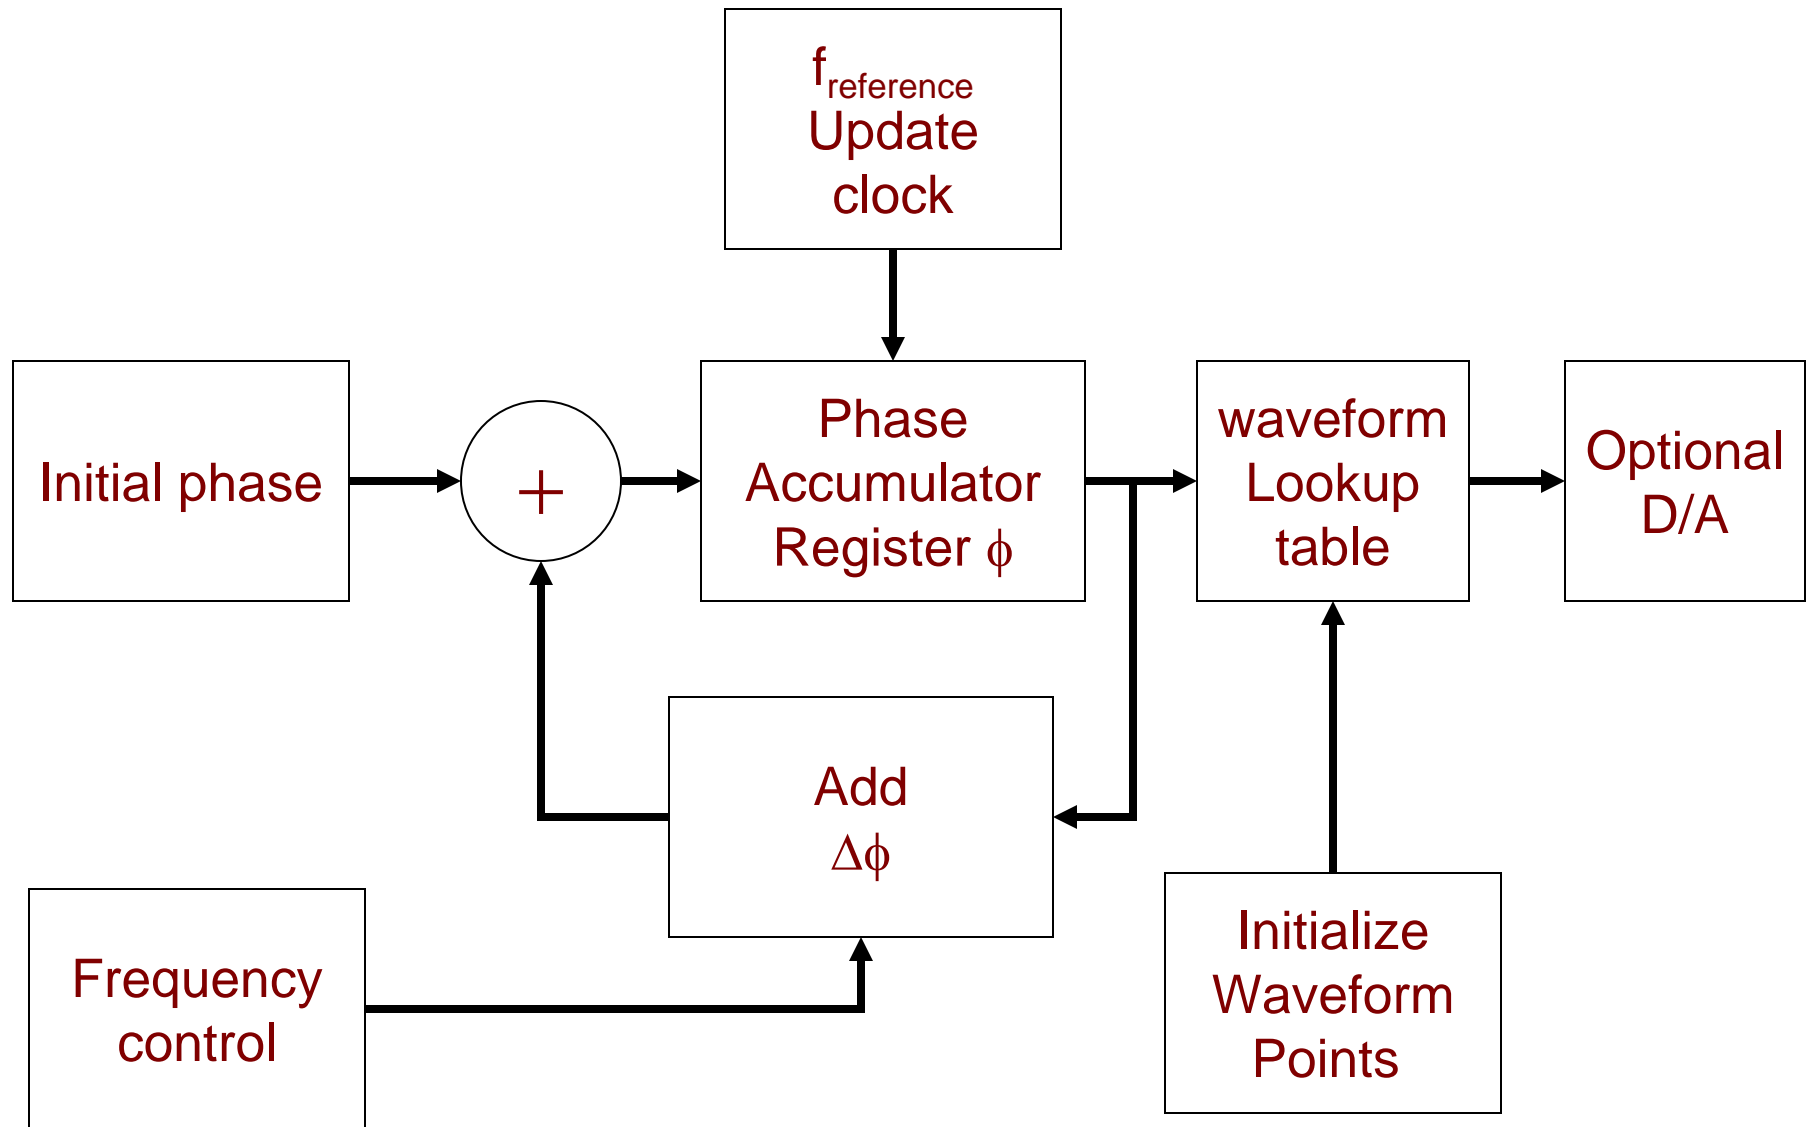 f reference
Update
clock
Initial phase
+
Phase
Accumulator
Register ϕ
waveform
Lookup
table
Optional
D/A
Add
Δϕ
Frequency
control
Initialize
Waveform
Points